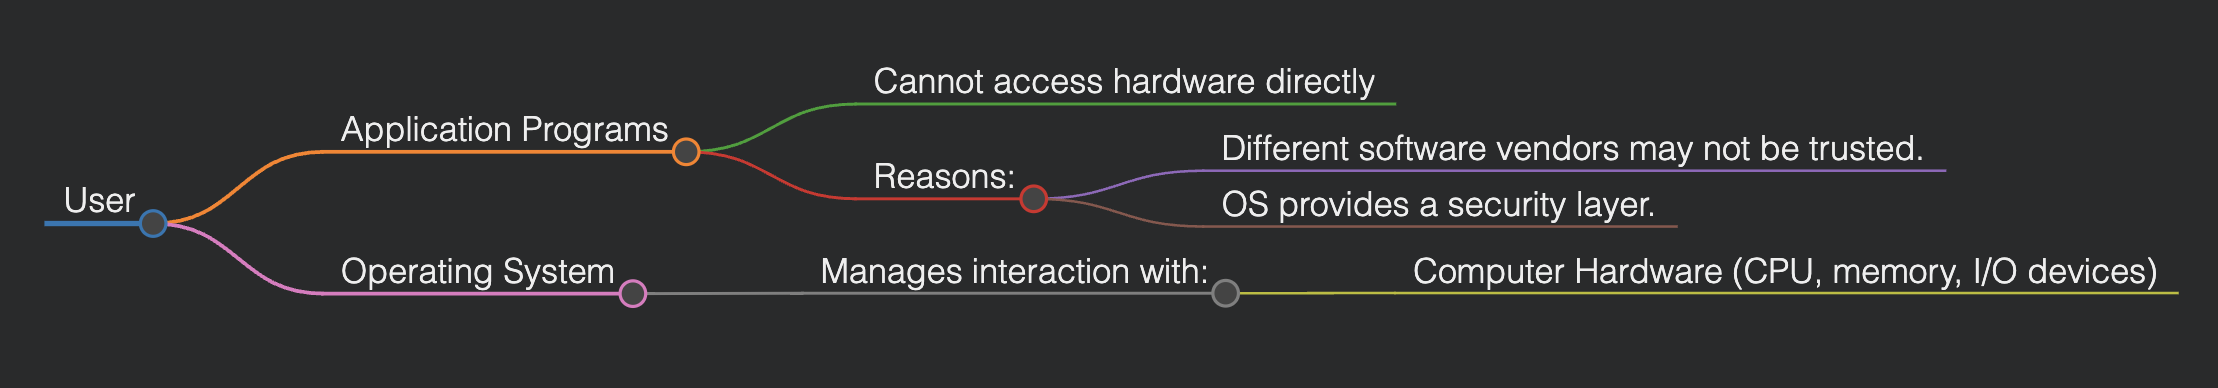 User
Application Programs
Cannot access hardware directly
Reasons:
Different software vendors may not be trusted.
OS provides a security layer.
Operating System
Manages interaction with:
Computer Hardware (CPU, memory, I/O devices)